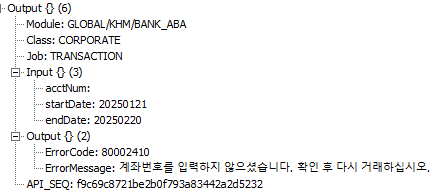 Output {} (6)
Module: GLOBAL/KHM/BANK_ABA
Class: CORPORATE
Job: TRANSACTION
Input {} (3)
acctNum:
startDate: 20250121
endDate: 20250220
Output {} (2)
ErrorCode: 80002410
ErrorMessage: 계좌번호를 입력하지 않으셨습니다. 확인 후 다시 거래하십시오.
API_SEQ: f9c69c8721be2b0f793a83442a2d5232